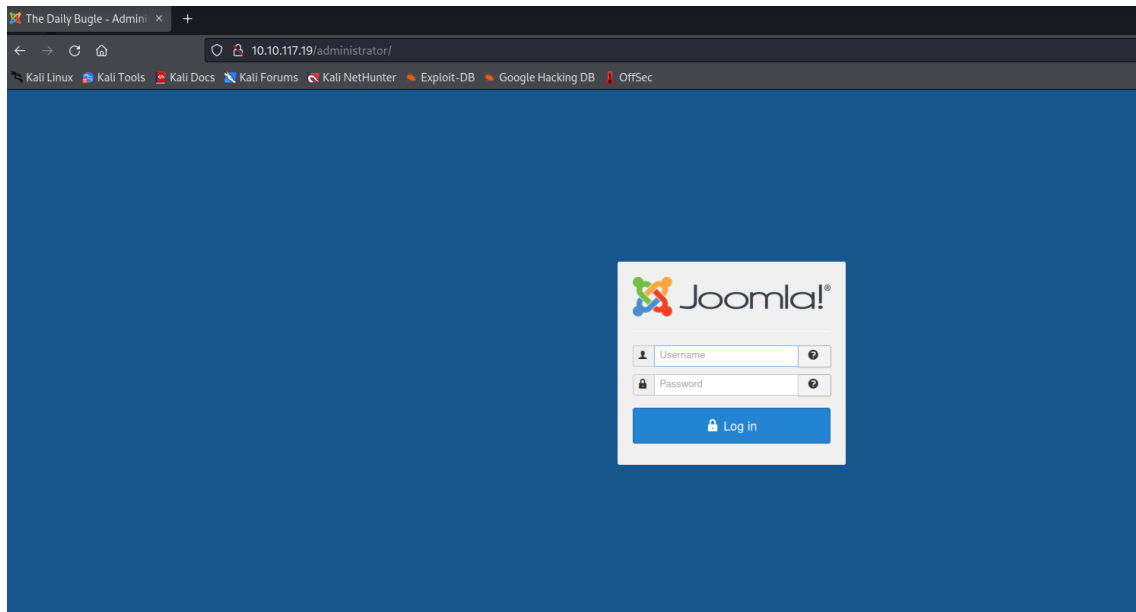 The Daily Bugle - Admini
10.10.117.19/administrator/
Kali Linux Kali Tools Kali Docs Kali Forums Kali NetHunter Exploit-DB Google Hacking DB OffSec
Joomla!®
Username
Password
Log in